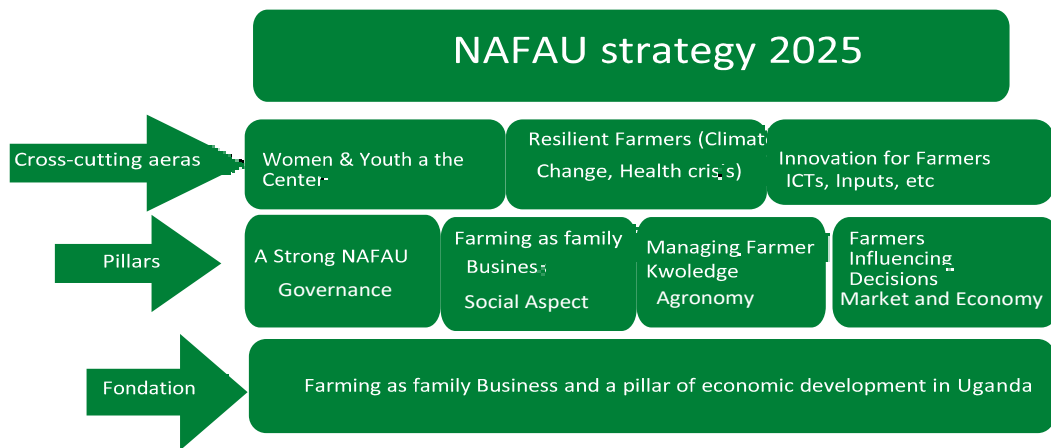 NAFAU strategy 2025
Cross-cutting aeras
Women & Youth a the
Center
Resilient Farmers (Climate
Change, Health crisis)
Innovation for Farmers
ICTs, Inputs, etc
Pillars
A Strong NAFAU
Governance
Farming as family
Business
Social Aspect
Managing Farmer
Kwoledge
Agronomy
Farmers
Influencing
Decisions
Market and Economy
Fondation
Farming as family Business and a pillar of economic development in Uganda